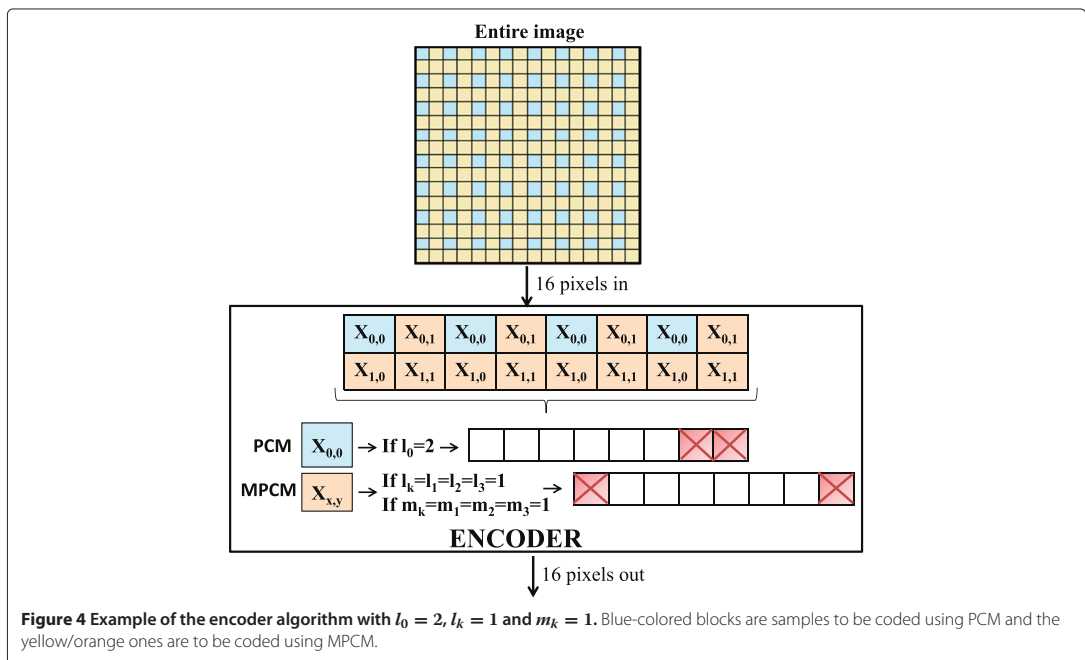 Entire image
16 pixels in
X0,0 X0,1 X0,0 X0,1 X0,0 X0,1 X0,0 X0,1
X1,0 X1,1 X1,0 X1,1 X1,0 X1,1 X1,0 X1,1
PCM X0,0 If l0=2
MPCM Xx,y If lk=l1=l2=l3=1
If mk=m1=m2=m3=1
ENCODER
16 pixels out
Figure 4 Example of the encoder algorithm with l0 = 2, lk = 1 and mk = 1. Blue-colored blocks are samples to be coded using PCM and the
yellow/orange ones are to be coded using MPCM.